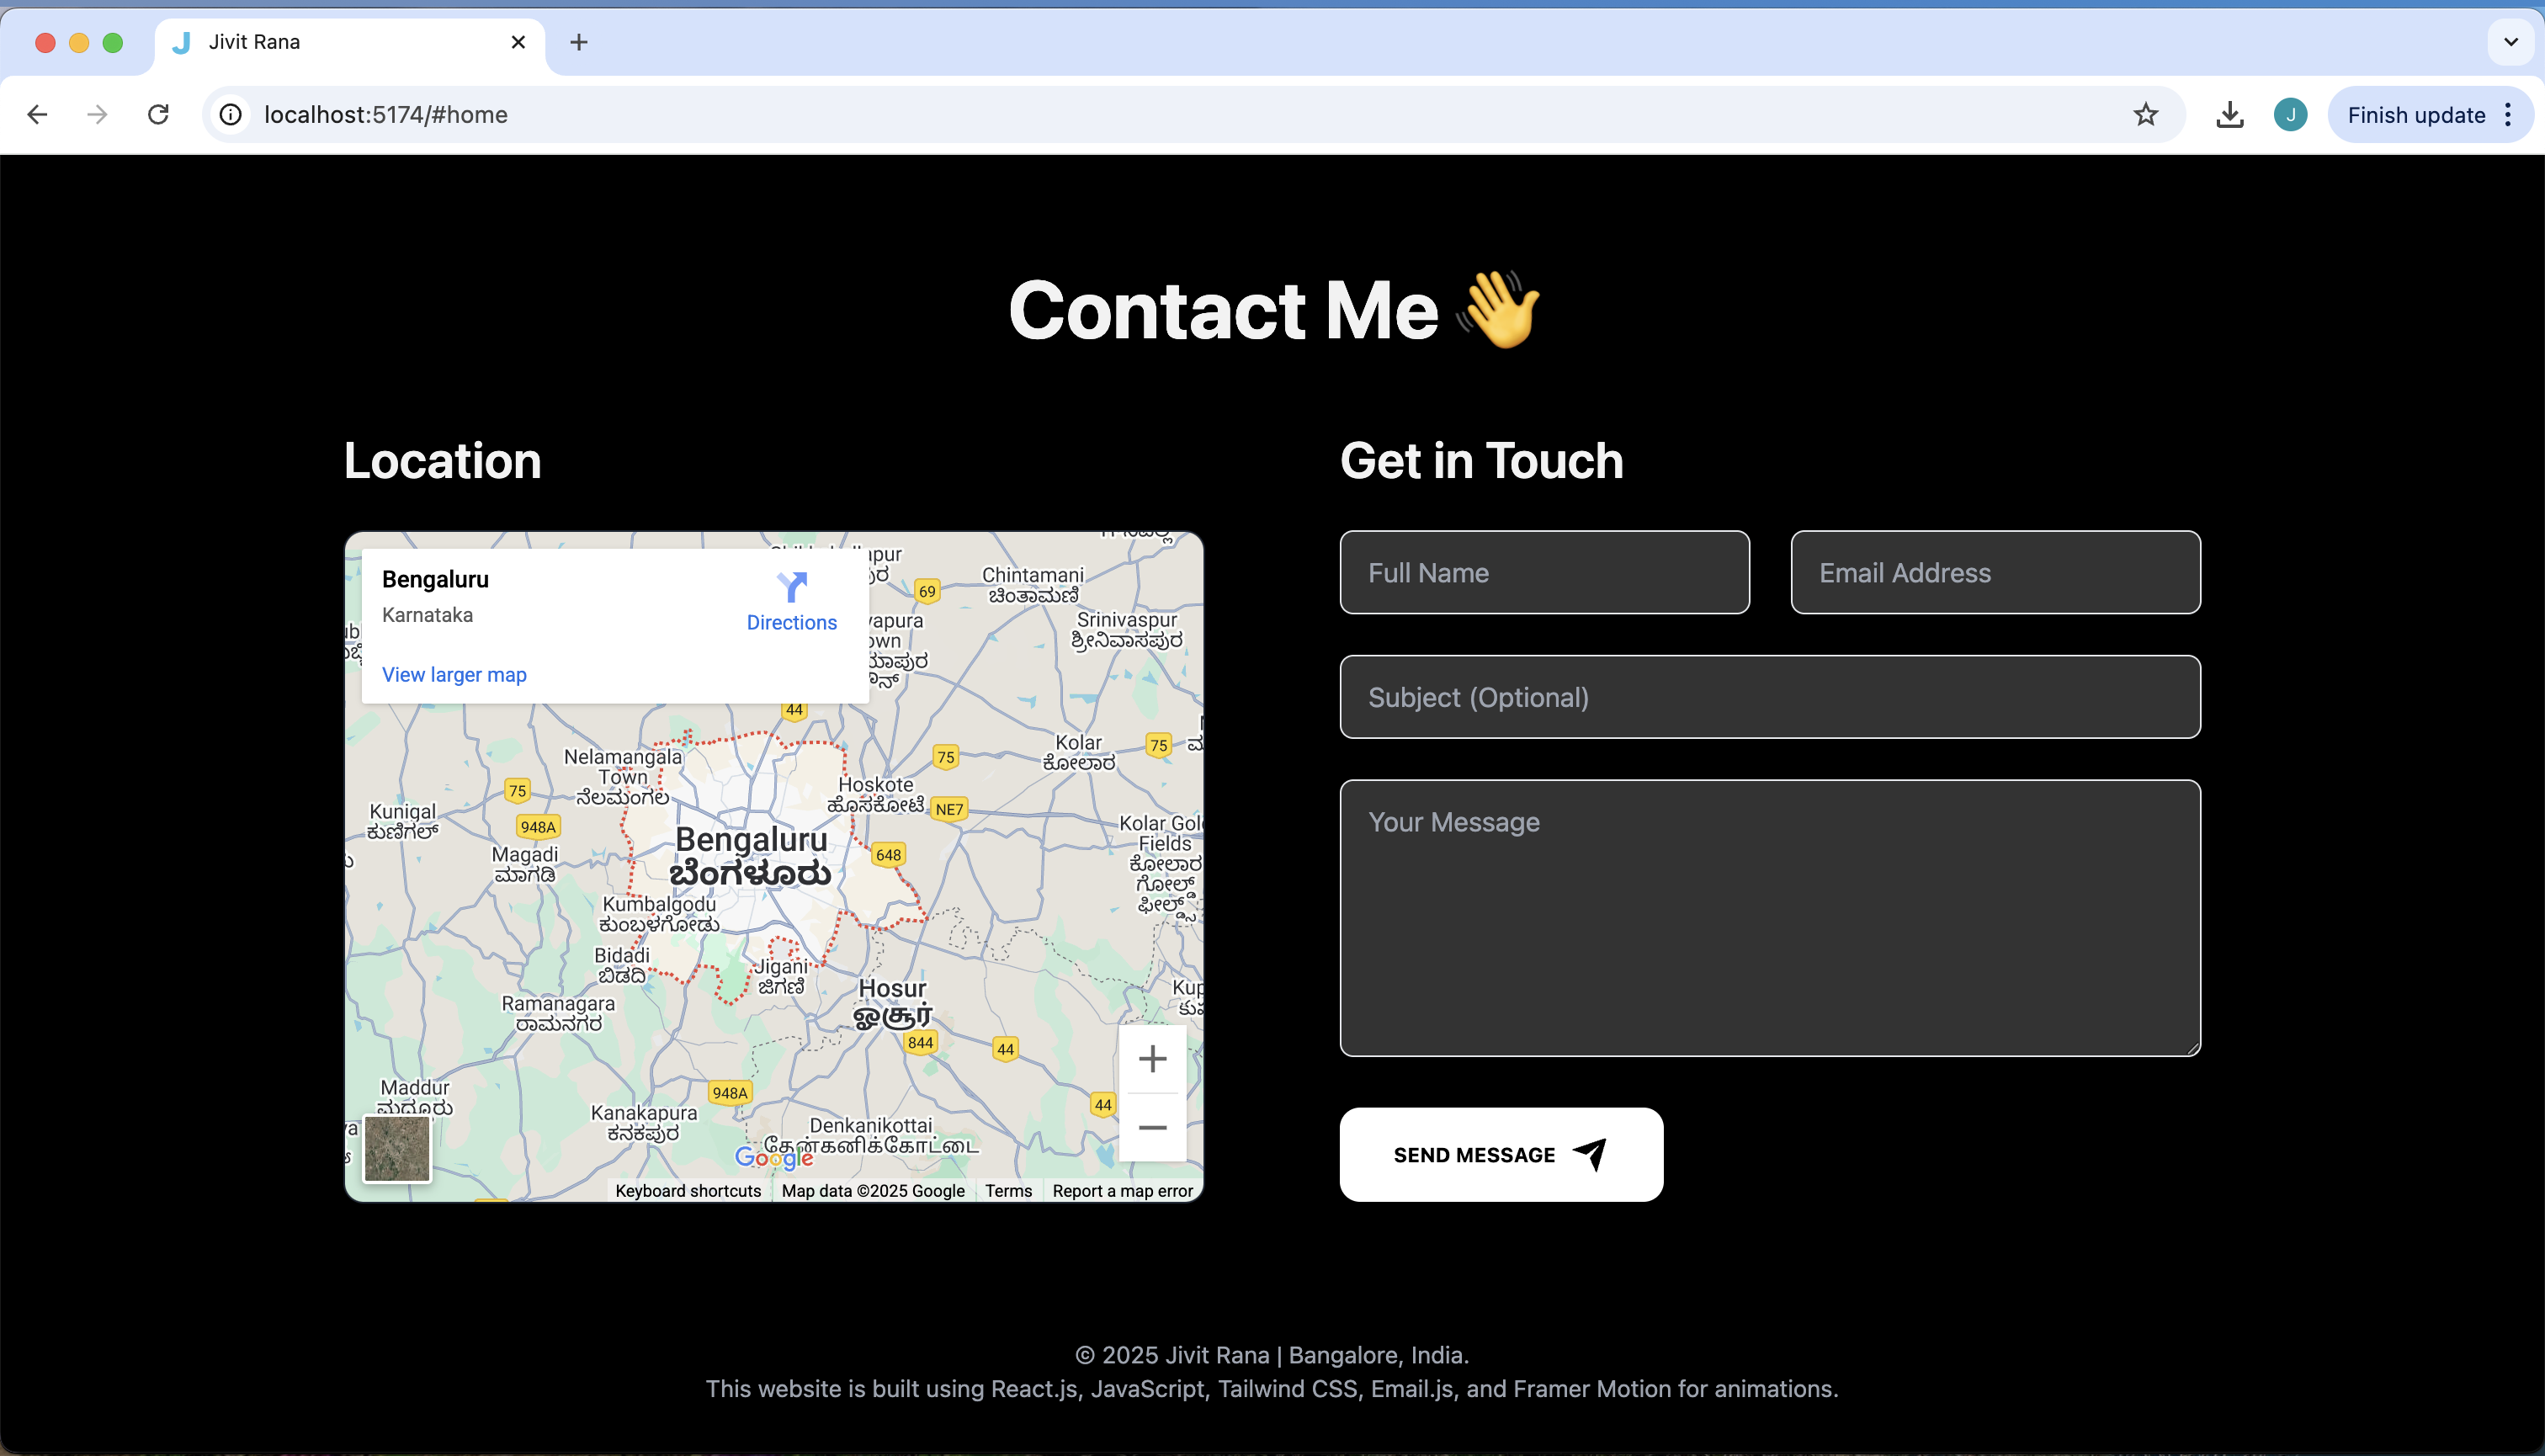 Jivit Rana
localhost:5174/#home
J
Finish update
Contact Me 👋
Location
Bengaluru
Karnataka
Directions
View larger map
69
Chintamani
ಚಿಂತಾಮಣಿ
Srinivaspur
ಶ್ರೀನಿವಾಸಪುರ
44
Nelamangala
Town
ನೆಲಮಂಗಲ
75
Kolar
ಕೋಲಾರ
75
Hoskote
ಹೊಸಕೋಟೆ
NE7
75
948A
Kunigal
ಕುಣಿಗಲ್
Magadi
ಮಾಗಡಿ
Bengaluru
ಬೆಂಗಳೂರು
648
Kolar Gol
Fields
ಕೋಲಾರ
ಗೋಲ್ಡ್
ಫೀಲ್ಡ್ಸ್
Kumbalgodu
ಕುಂಬಳಗೋಡು
Bidadi
ಬಿಡದಿ
Jigani
ಜಿಗಣಿ
Hosur
ஓசூர்
Ramanagara
ರಾಮನಗರ
844
44
Maddur
ಮದ್ದೂರು
948A
44
Kanakapura
ಕನಕಪುರ
Denkanikottai
தேன்கனிக்கோட்டை
Google
Keyboard shortcuts Map data ©2025 Google Terms Report a map error
Get in Touch
Full Name
Email Address
Subject (Optional)
Your Message
SEND MESSAGE
© 2025 Jivit Rana | Bangalore, India.
This website is built using React.js, JavaScript, Tailwind CSS, Email.js, and Framer Motion for animations.